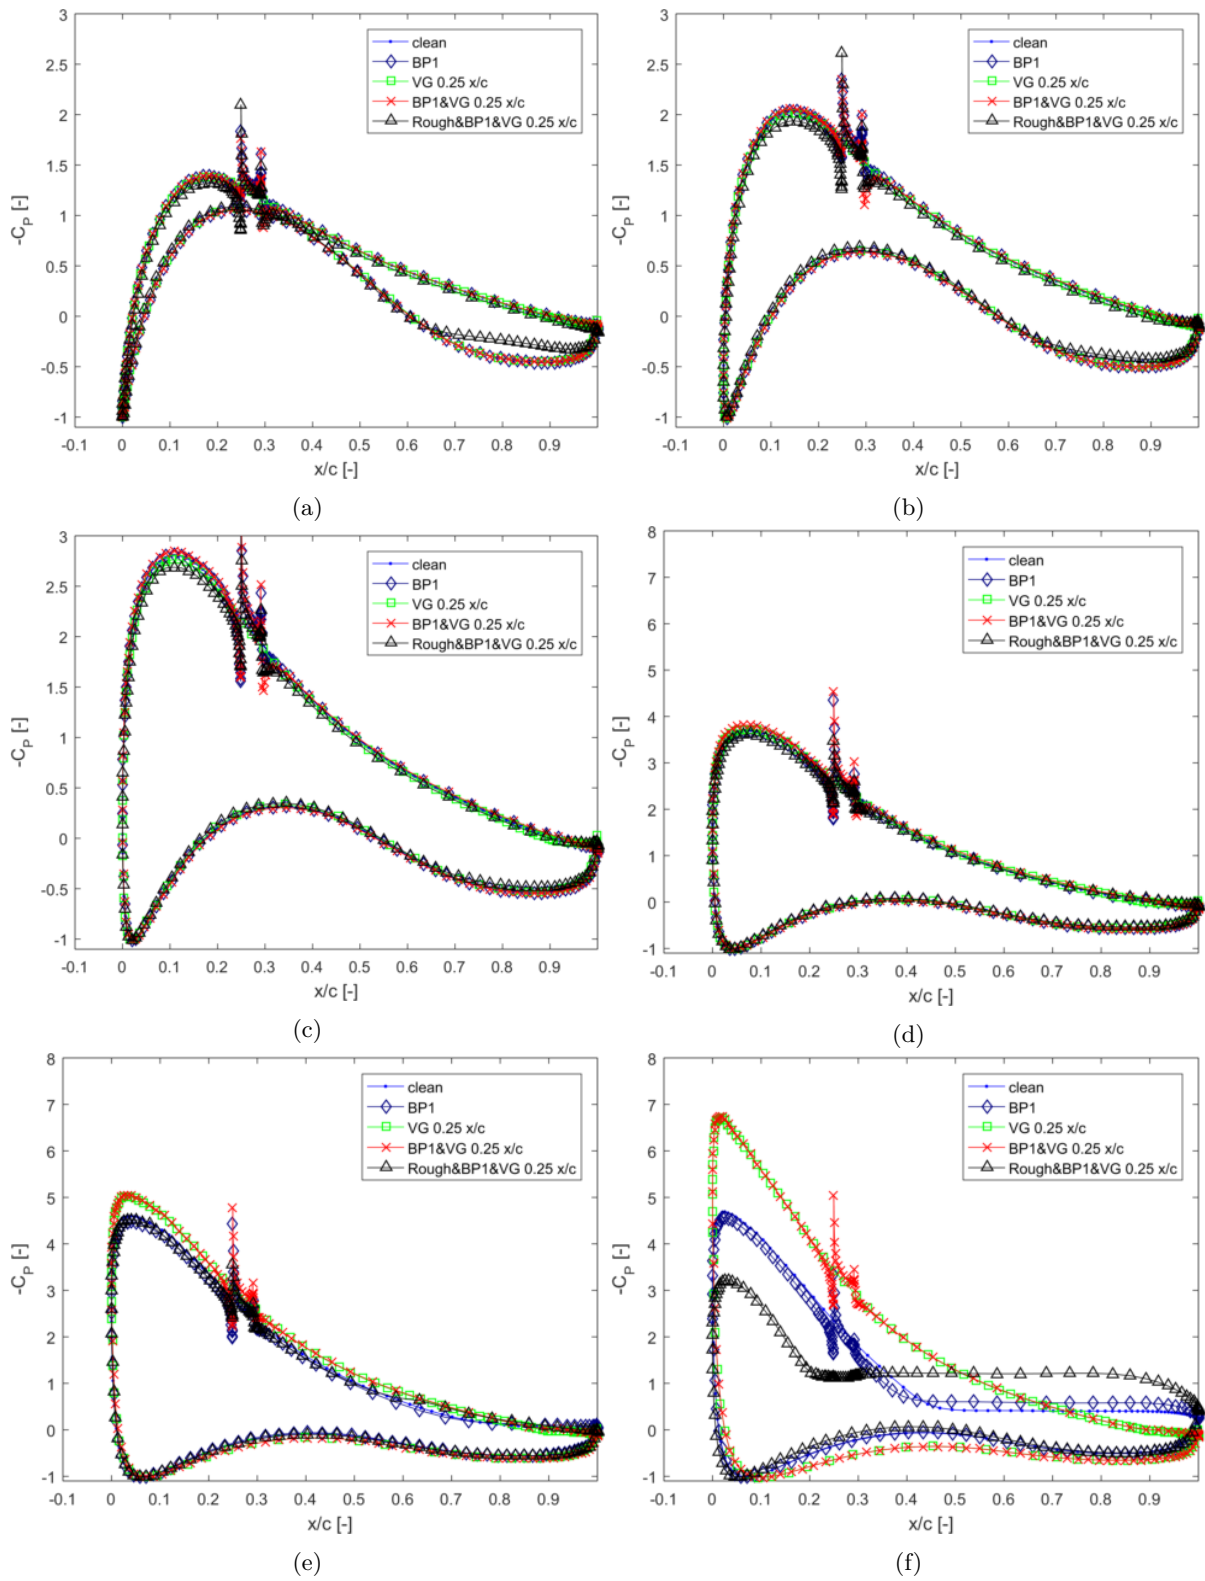 3
2.5
2
1.5
1
0.5
0
-0.5
-1
-C_P [-]
-0.1 0 0.1 0.2 0.3 0.4 0.5 0.6 0.7 0.8 0.9
x/c [-]
clean
BP1
VG 0.25 x/c
BP1&VG 0.25 x/c
Rough&BP1&VG 0.25 x/c
(a)
3
2.5
2
1.5
1
0.5
0
-0.5
-1
-C_P [-]
-0.1 0 0.1 0.2 0.3 0.4 0.5 0.6 0.7 0.8 0.9
x/c [-]
clean
BP1
VG 0.25 x/c
BP1&VG 0.25 x/c
Rough&BP1&VG 0.25 x/c
(b)
3
2.5
2
1.5
1
0.5
0
-0.5
-1
-C_P [-]
-0.1 0 0.1 0.2 0.3 0.4 0.5 0.6 0.7 0.8 0.9
x/c [-]
clean
BP1
VG 0.25 x/c
BP1&VG 0.25 x/c
Rough&BP1&VG 0.25 x/c
(c)
8
7
6
5
4
3
2
1
0
-1
-C_P [-]
-0.1 0 0.1 0.2 0.3 0.4 0.5 0.6 0.7 0.8 0.9
x/c [-]
clean
BP1
VG 0.25 x/c
BP1&VG 0.25 x/c
Rough&BP1&VG 0.25 x/c
(d)
8
7
6
5
4
3
2
1
0
-1
-C_P [-]
-0.1 0 0.1 0.2 0.3 0.4 0.5 0.6 0.7 0.8 0.9
x/c [-]
clean
BP1
VG 0.25 x/c
BP1&VG 0.25 x/c
Rough&BP1&VG 0.25 x/c
(e)
8
7
6
5
4
3
2
1
0
-1
-C_P [-]
-0.1 0 0.1 0.2 0.3 0.4 0.5 0.6 0.7 0.8 0.9
x/c [-]
clean
BP1
VG 0.25 x/c
BP1&VG 0.25 x/c
Rough&BP1&VG 0.25 x/c
(f)